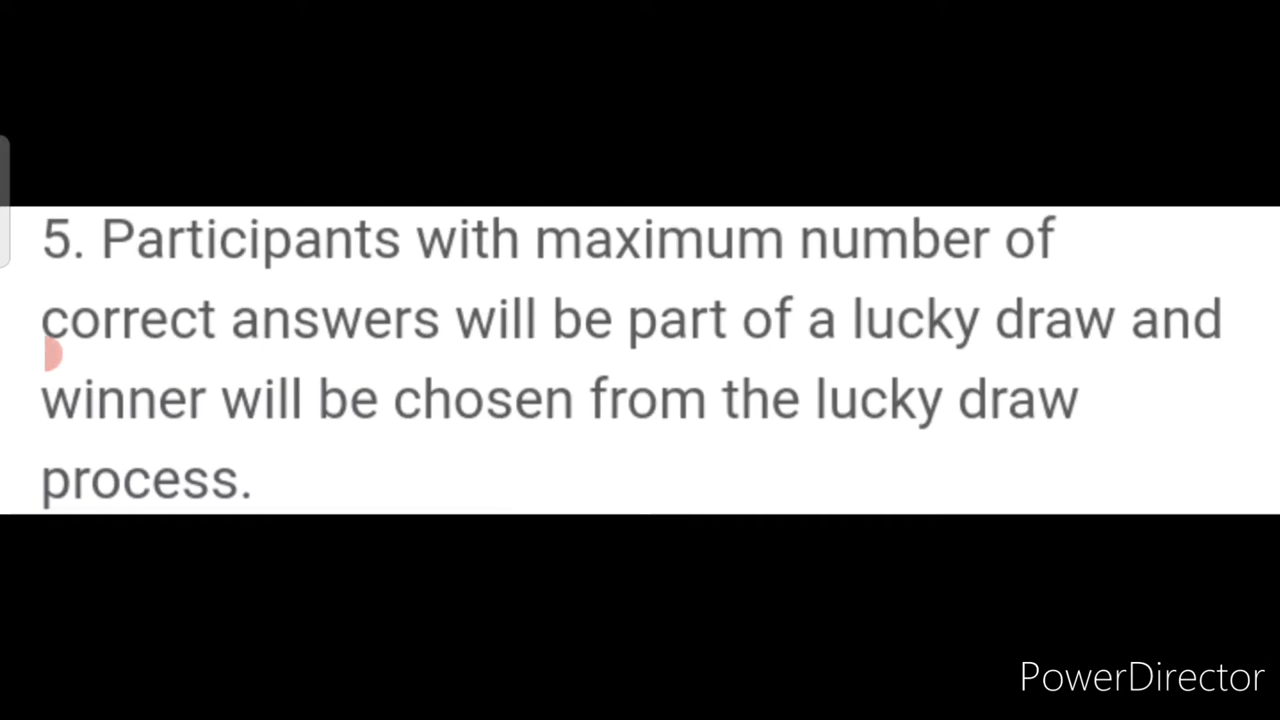 5. Participants with maximum number of
correct answers will be part of a lucky draw and
winner will be chosen from the lucky draw
process.
PowerDirector